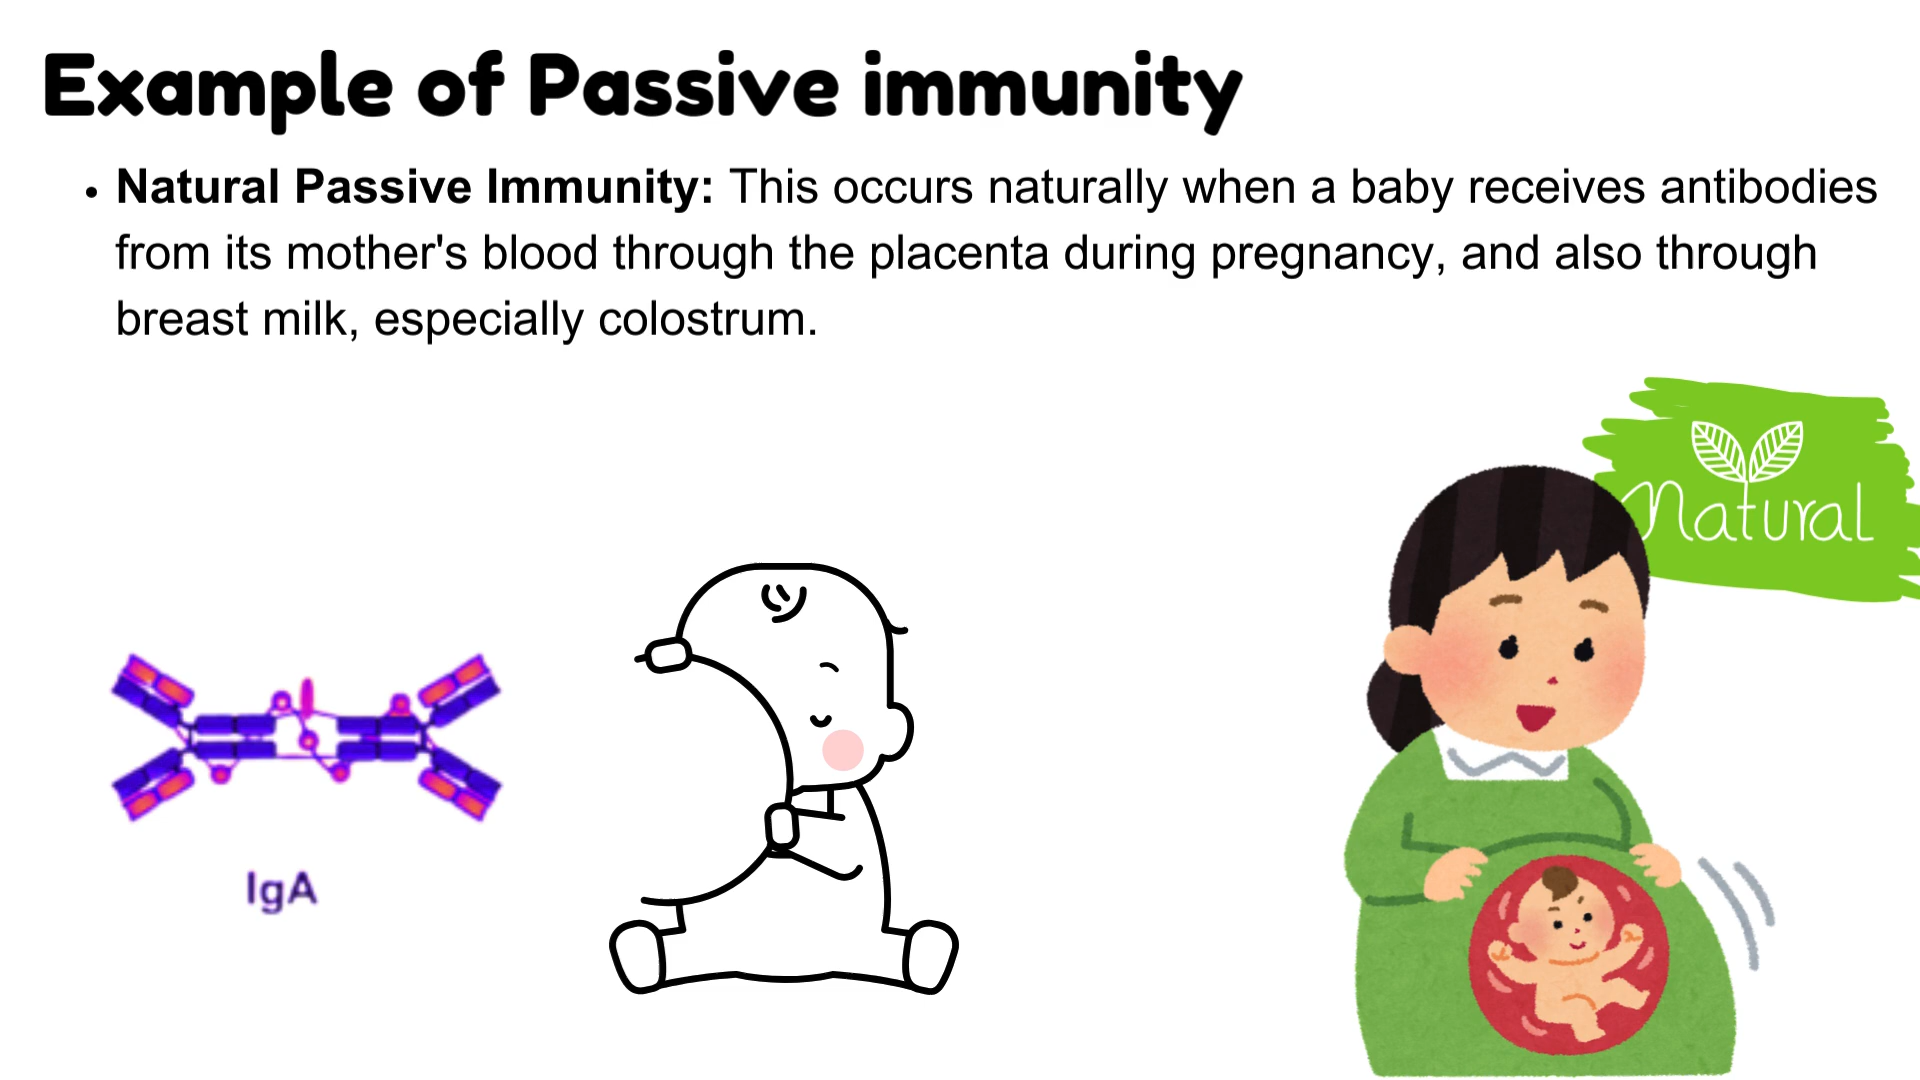 Example of Passive immunity
• Natural Passive Immunity: This occurs naturally when a baby receives antibodies
from its mother's blood through the placenta during pregnancy, and also through
breast milk, especially colostrum.
natural
IgA